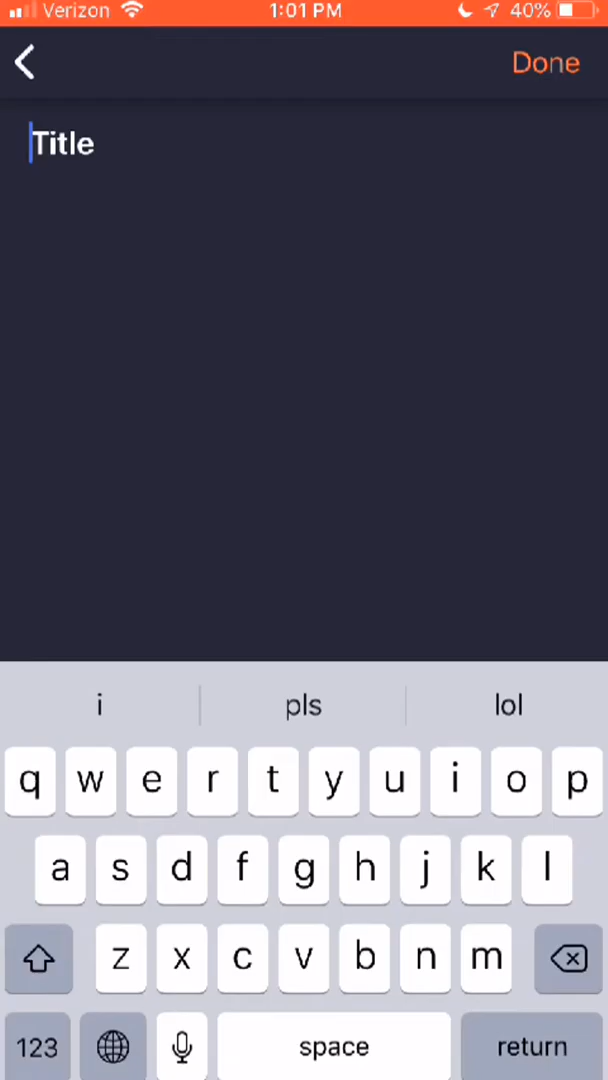 Verizon 1:01 PM 40%
Done
Title
i pls lol
q w e r t y u i o p
a s d f g h j k l
z x c v b n m
123 space return